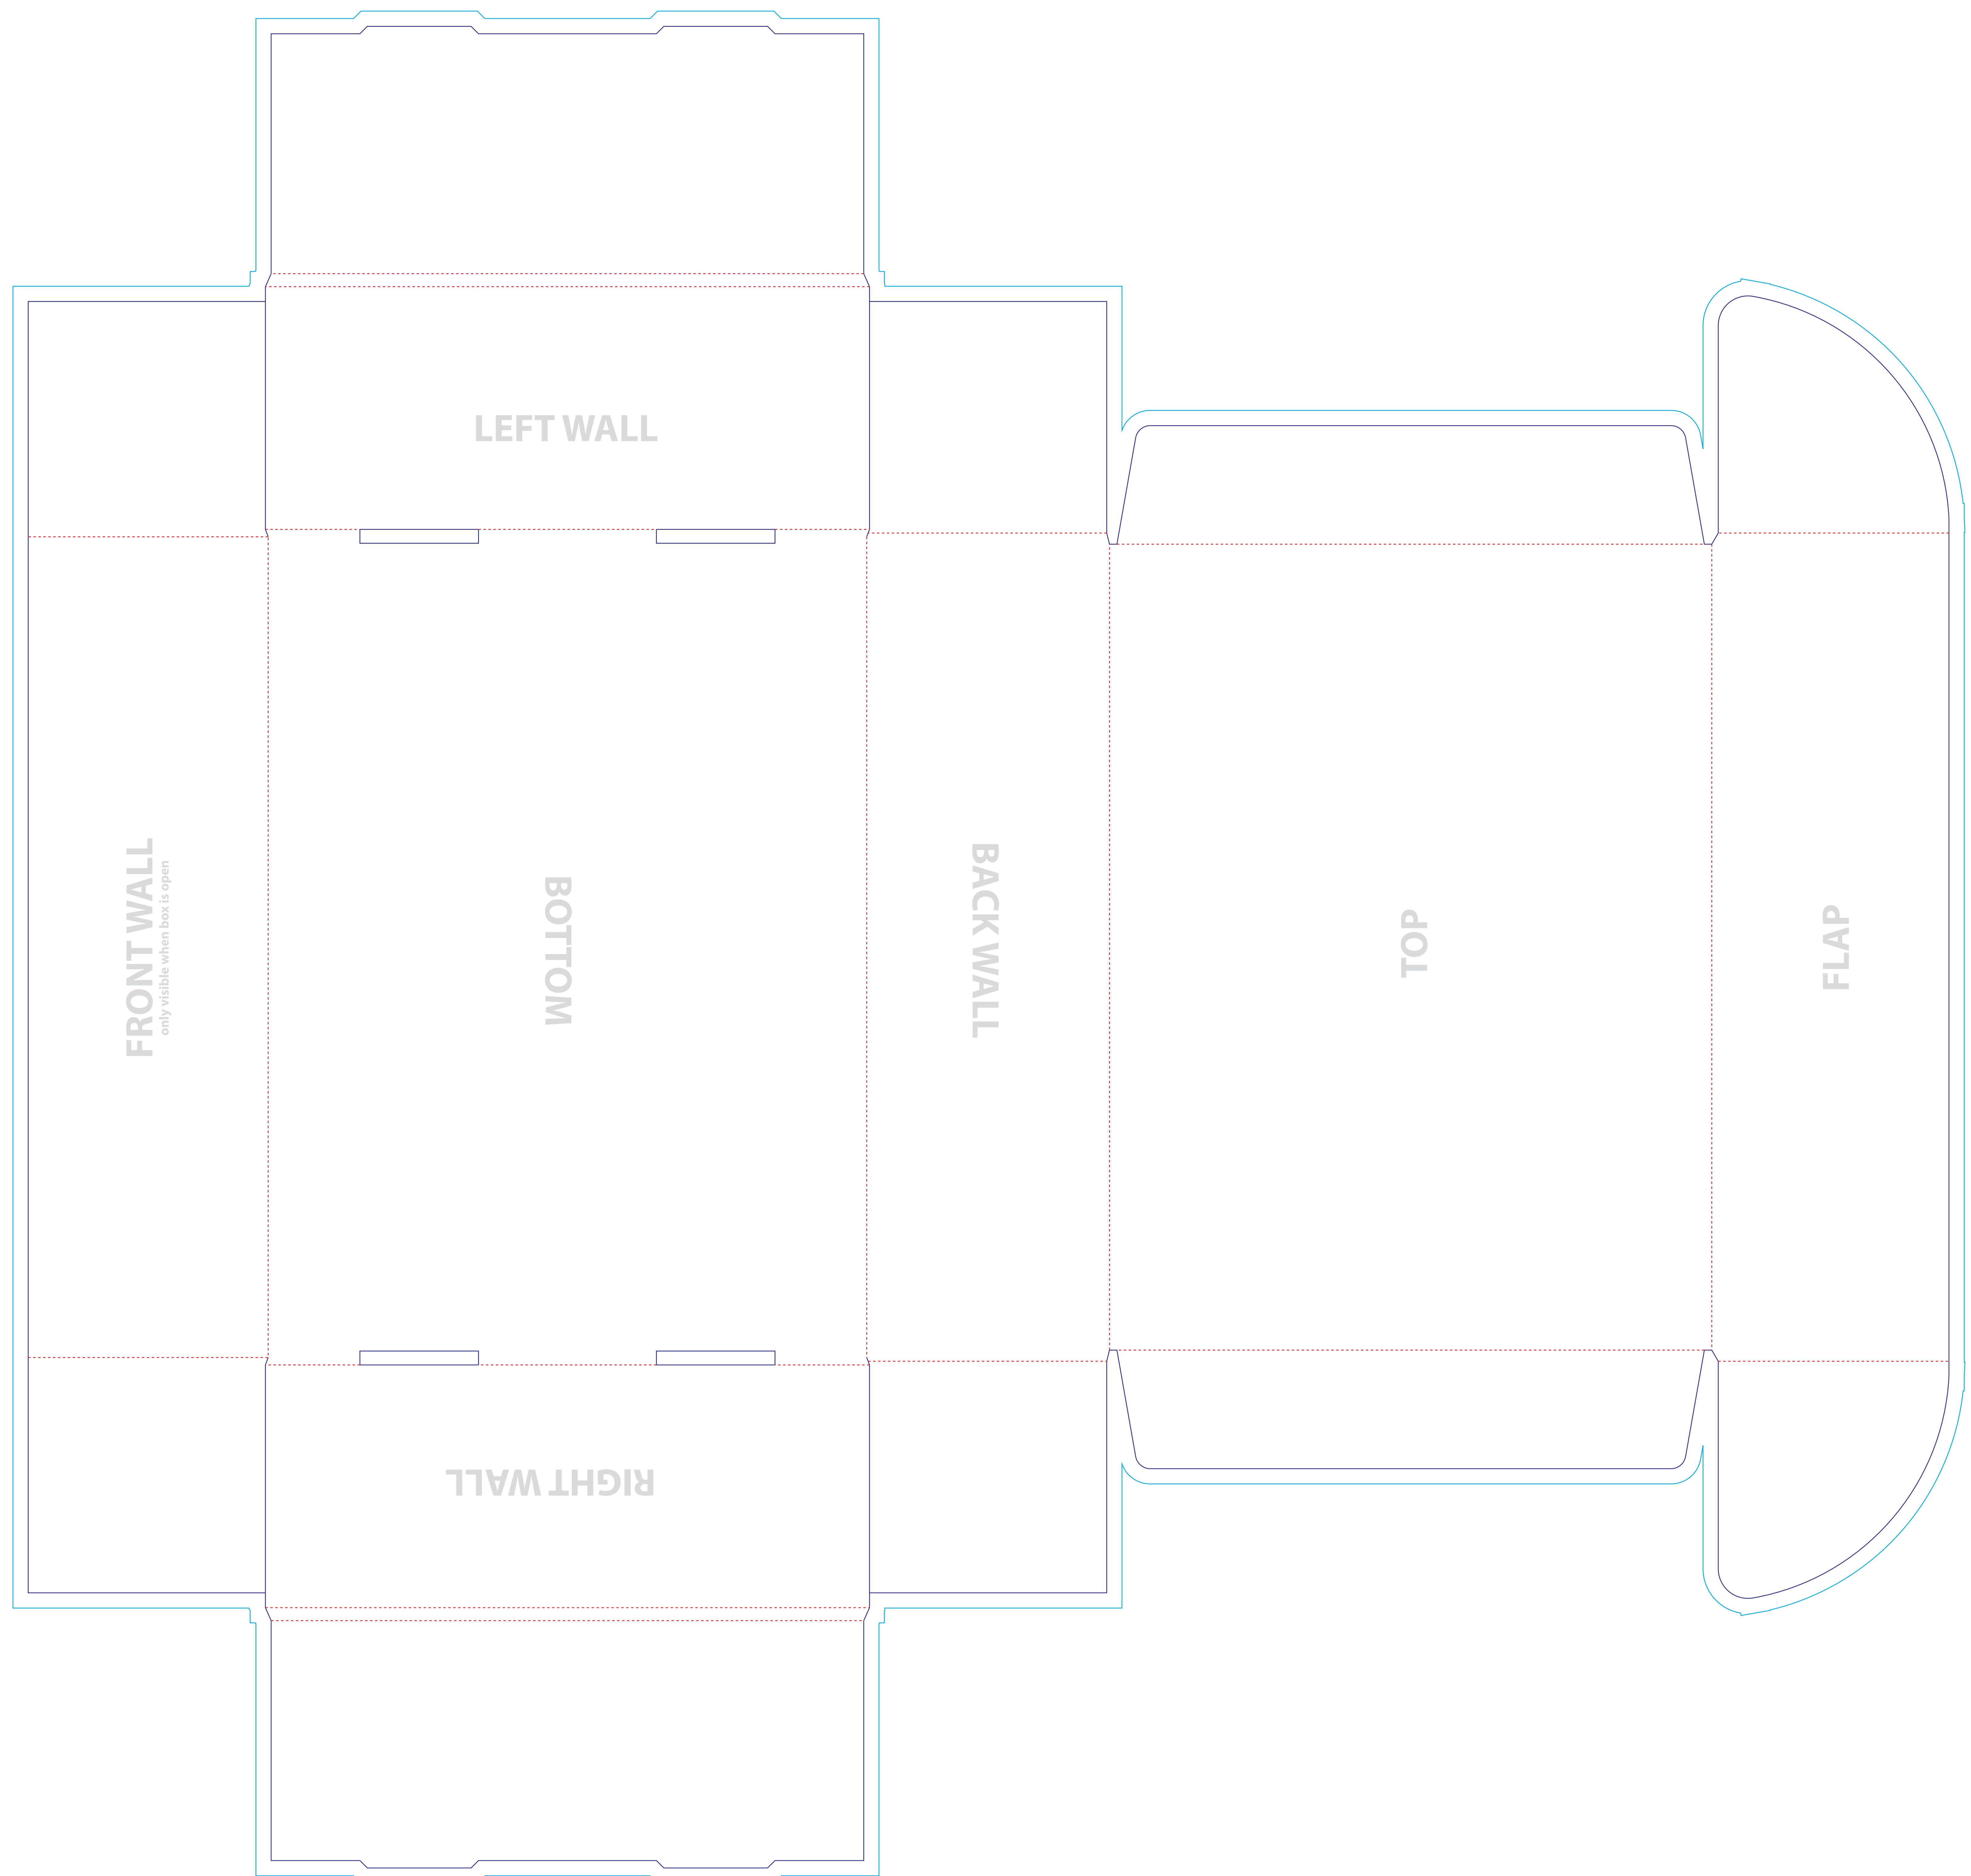 LEFT WALL
FRONT WALL
only visible when box is open
BOTTOM
BACK WALL
TOP
FLAP
RIGHT WALL